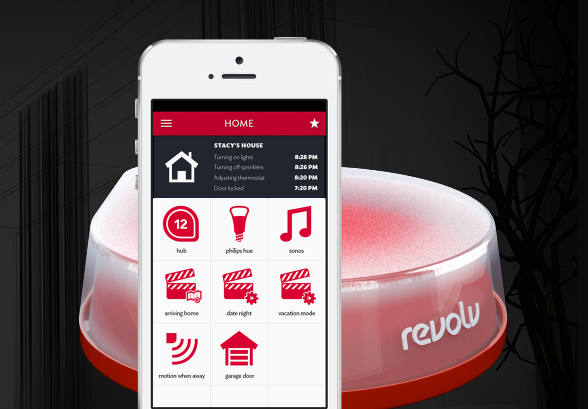 HOME
STACY'S HOUSE
Turning on lights 8:28 PM
Turning off sprinklers 8:26 PM
Adjusting thermostat 8:20 PM
Door locked 7:20 PM
12
hub philips hue sonos
arriving home date night vacation mode
motion when away garage door
revolv